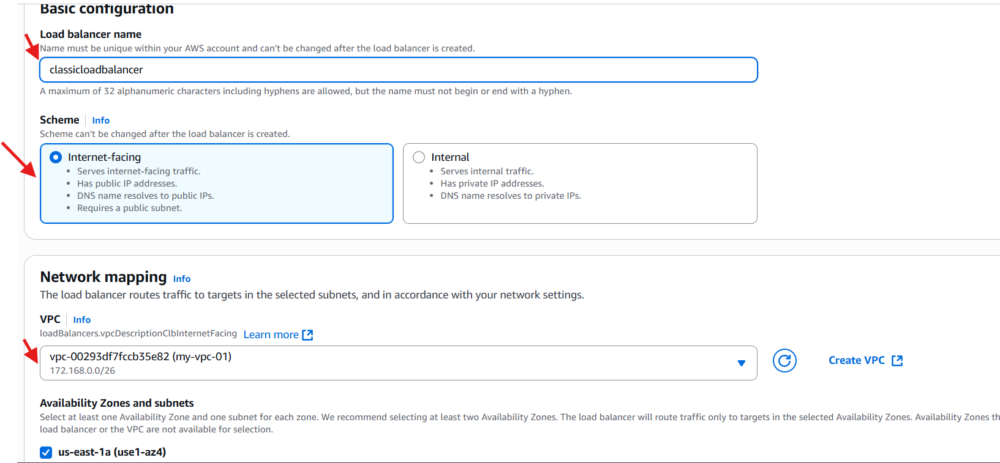 Basic configuration
Load balancer name
Name must be unique within your AWS account and can't be changed after the load balancer is created.
classicloadbalancer
A maximum of 32 alphanumeric characters including hyphens are allowed, but the name must not begin or end with a hyphen.
Scheme Info
Scheme can't be changed after the load balancer is created.
Internet-facing
• Serves internet-facing traffic.
• Has public IP addresses.
• DNS name resolves to public IPs.
• Requires a public subnet.
Internal
• Serves internal traffic.
• Has private IP addresses.
• DNS name resolves to private IPs.
Network mapping Info
The load balancer routes traffic to targets in the selected subnets, and in accordance with your network settings.
VPC Info
loadBalancers.vpcDescriptionClbInternetFacing Learn more
vpc-00293df7fccb35e82 (my-vpc-01)
172.168.0.0/26
Create VPC
Availability Zones and subnets
Select at least one Availability Zone and one subnet for each zone. We recommend selecting at least two Availability Zones. The load balancer will route traffic only to targets in the selected Availability Zones. Availability Zones th
load balancer or the VPC are not available for selection.
us-east-1a (use1-az4)